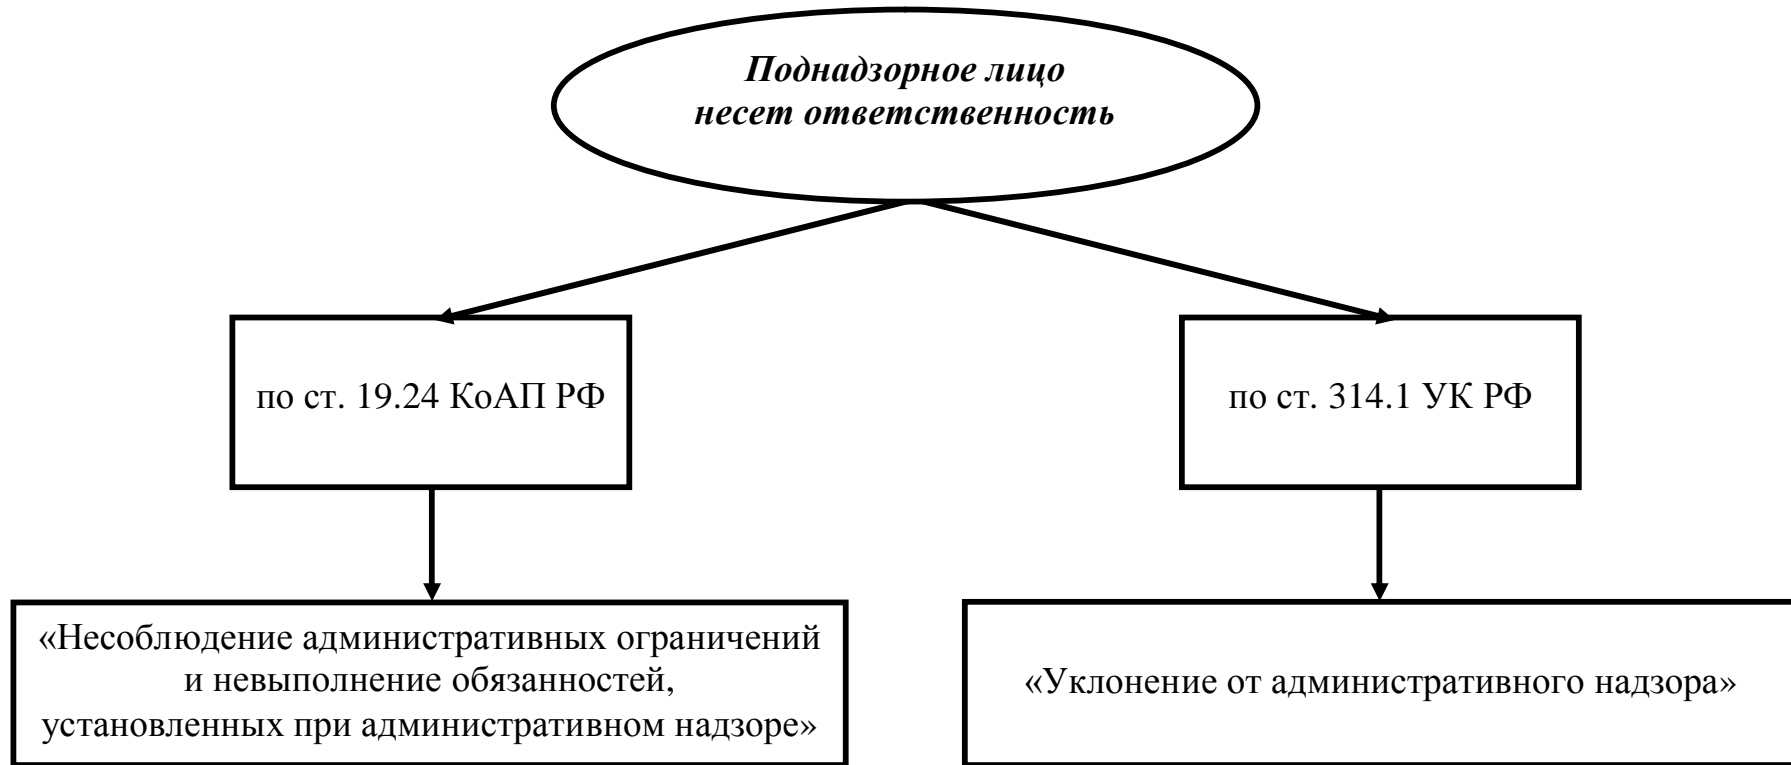 Поднадзорное лицо
несет ответственность
по ст. 19.24 КоАП РФ
по ст. 314.1 УК РФ
«Несоблюдение административных ограничений
и невыполнение обязанностей,
установленных при административном надзоре»
«Уклонение от административного надзора»